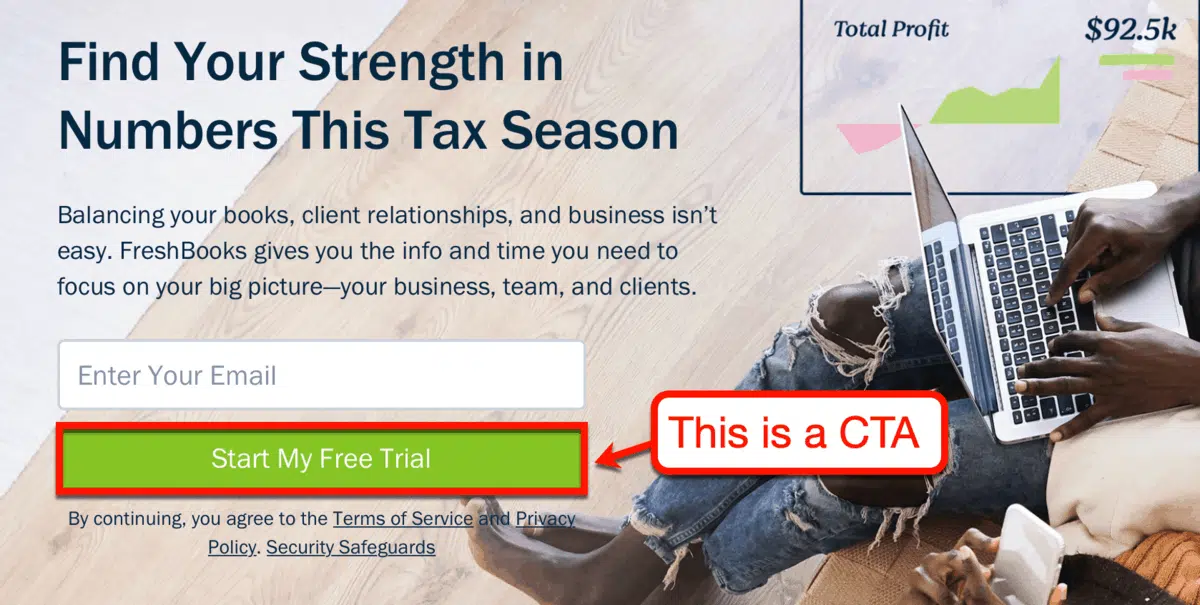 Find Your Strength in
Numbers This Tax Season
Total Profit
$92.5k
Balancing your books, client relationships, and business isn’t
easy. FreshBooks gives you the info and time you need to
focus on your big picture—your business, team, and clients.
Enter Your Email
Start My Free Trial
This is a CTA
By continuing, you agree to the Terms of Service and Privacy
Policy. Security Safeguards